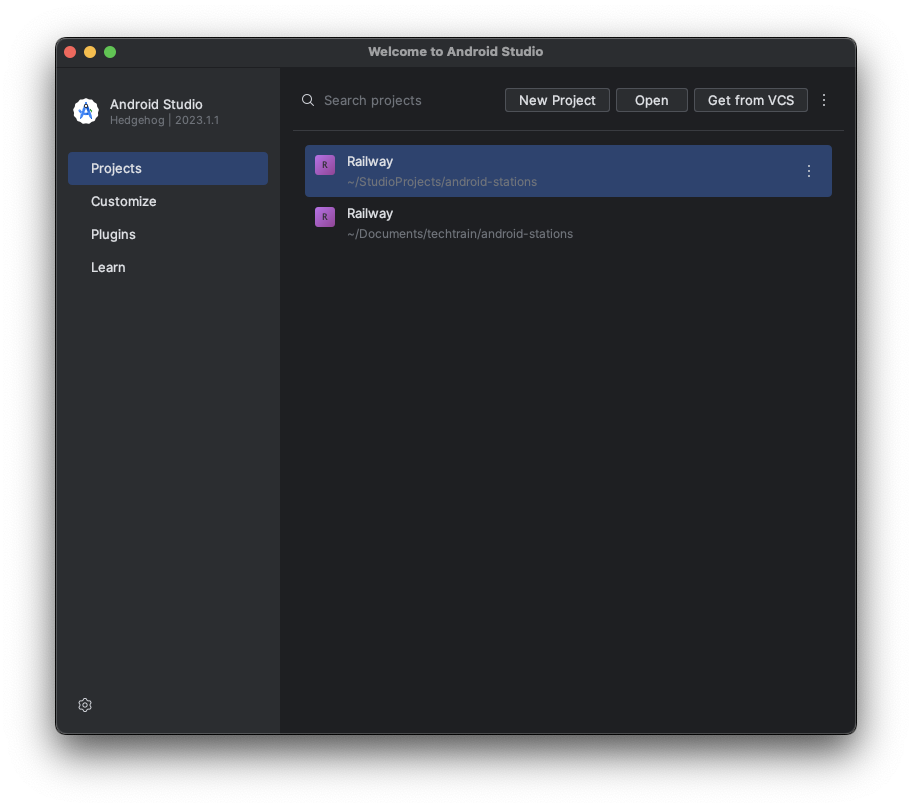 Welcome to Android Studio
Android Studio
Hedgehog | 2023.1.1
Projects
Customize
Plugins
Learn
Search projects
New Project
Open
Get from VCS
R
Railway
~/StudioProjects/android-stations
R
Railway
~/Documents/techtrain/android-stations